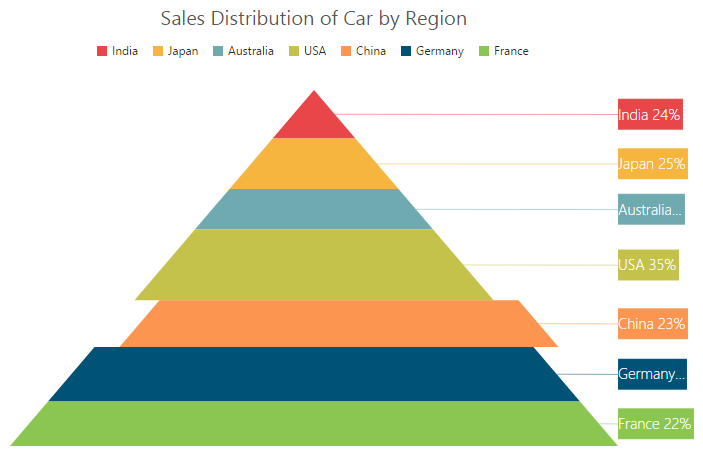 Sales Distribution of Car by Region
India Japan Australia USA China Germany France
India 24%
Japan 25%
Australia...
USA 35%
China 23%
Germany...
France 22%